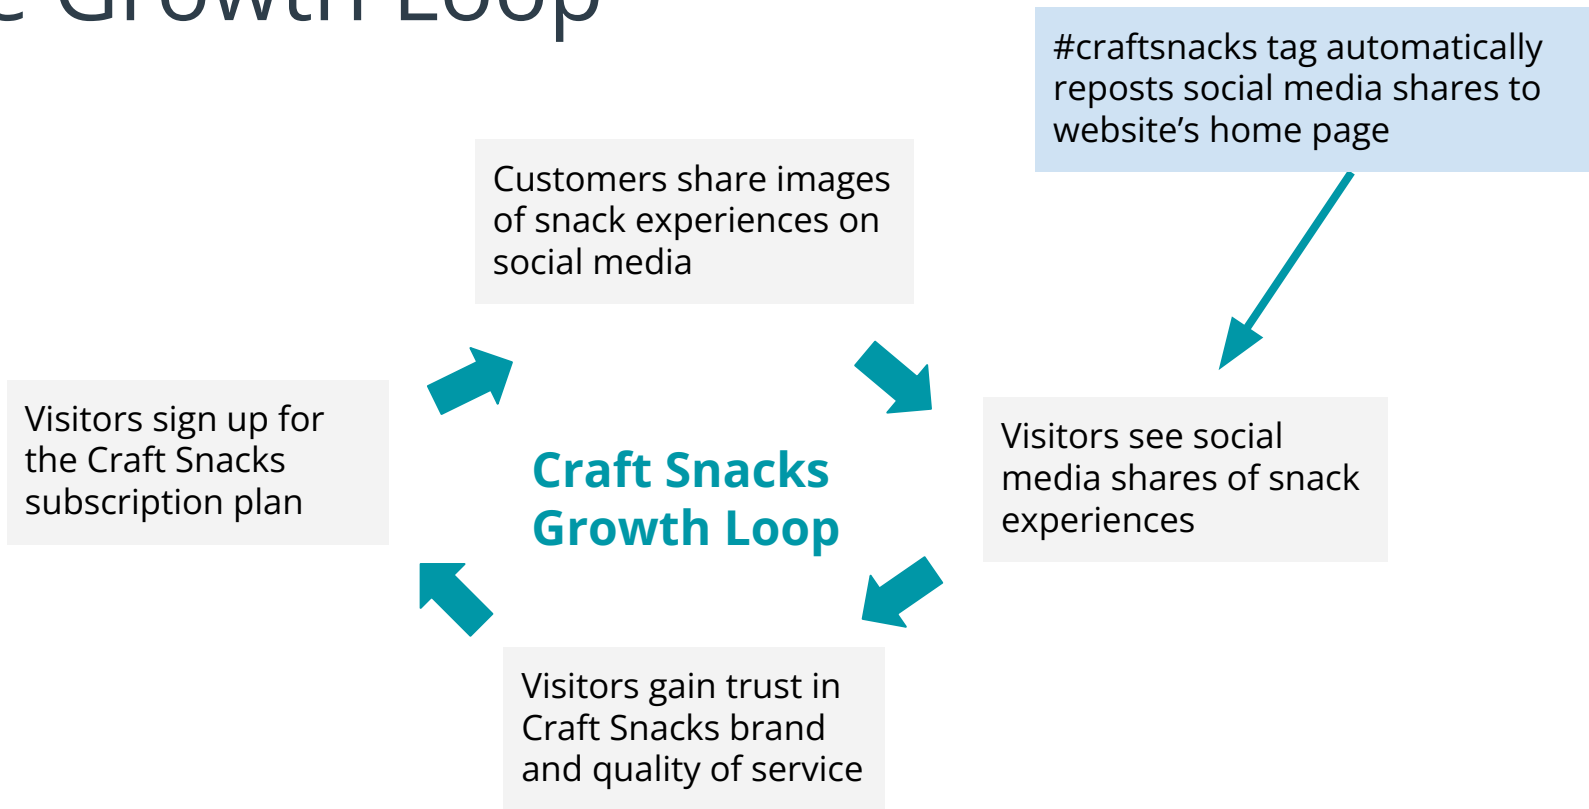 Growth Loop
#craftsnacks tag automatically
reposts social media shares to
website's home page
Customers share images
of snack experiences on
social media
Visitors sign up for
the Craft Snacks
subscription plan
Craft Snacks
Growth Loop
Visitors see social
media shares of snack
experiences
Visitors gain trust in
Craft Snacks brand
and quality of service